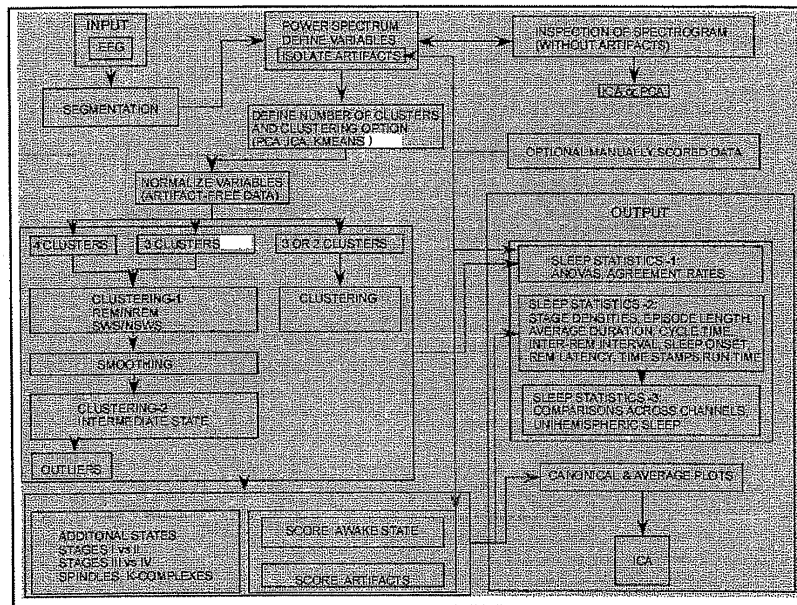 INPUT
EEG
SEGMENTATION
POWER SPECTRUM
DEFINE VARIABLES
ISOLATE ARTIFACTS
INSPECTION OF SPECTROGRAM
(WITHOUT ARTIFACTS)
ICA or PCA
DEFINE NUMBER OF CLUSTERS
AND CLUSTERING OPTION
(PCA, ICA, KMEANS )
OPTIONAL MANUALLY SCORED DATA
NORMALIZE VARIABLES
(ARTIFACT-FREE DATA)
4 CLUSTERS
3 CLUSTERS
3 OR 2 CLUSTERS
CLUSTERING-1
REM/NREM
SWS/NSWS
CLUSTERING
SMOOTHING
CLUSTERING-2
INTERMEDIATE STATE
OUTLIERS
OUTPUT
SLEEP STATISTICS -1:
ANOVAS, AGREEMENT RATES
SLEEP STATISTICS -2:
STAGE DENSITIES, EPISODE LENGTH,
AVERAGE DURATION, CYCLE TIME,
INTER-REM INTERVAL, SLEEP ONSET,
REM LATENCY, TIME STAMPS RUN TIME
SLEEP STATISTICS -3:
COMPARISONS ACROSS CHANNELS,
UNIHEMISPHERIC SLEEP
CANONICAL & AVERAGE PLOTS
ICA
ADDITONAL STATES
STAGES I vs II
STAGES III vs IV
SPINDLES, K-COMPLEXES
SCORE AWAKE STATE
SCORE ARTIFACTS